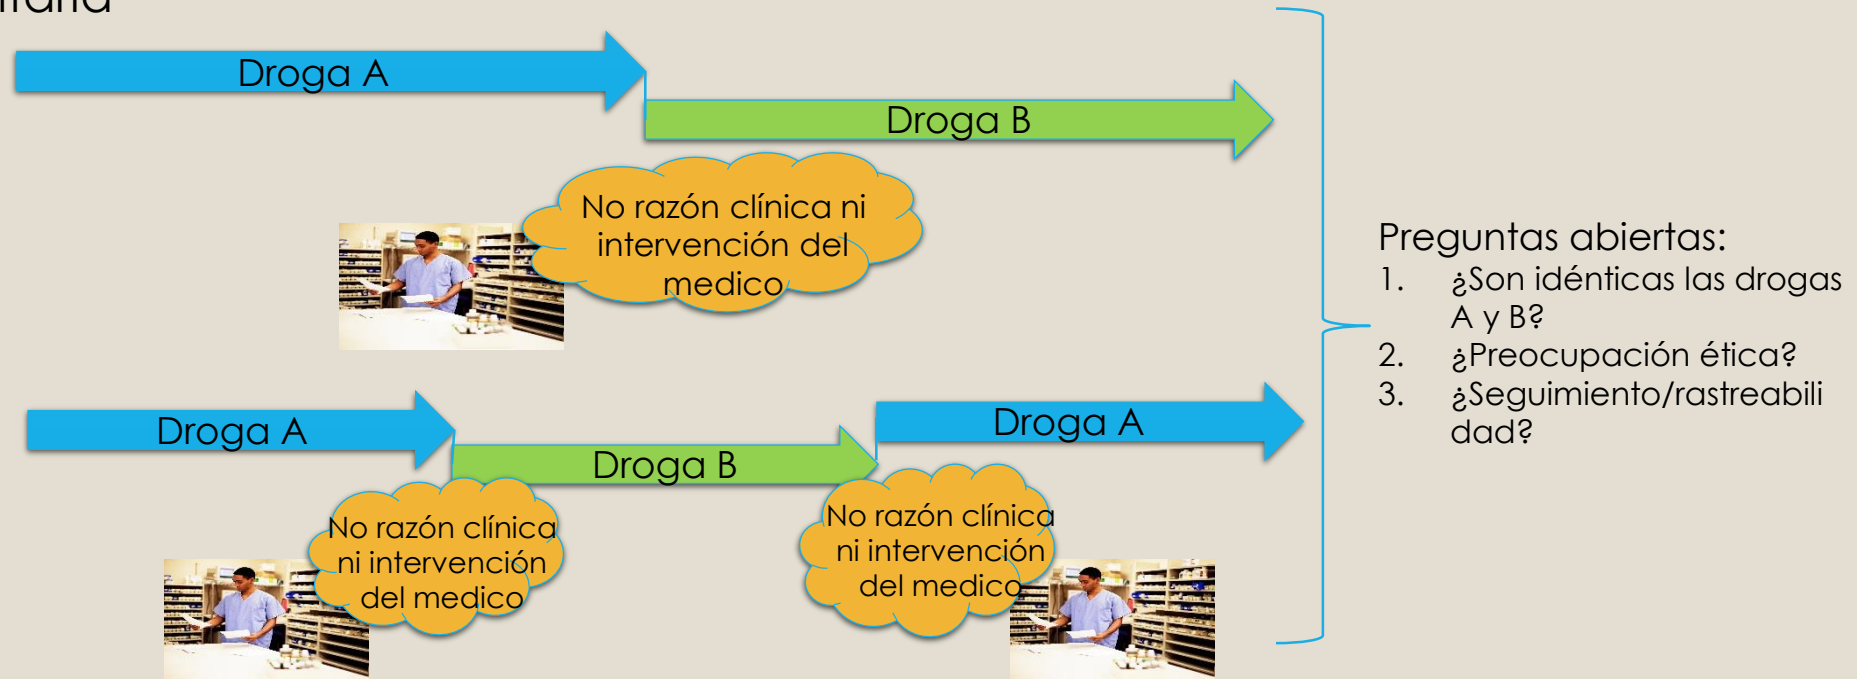 Droga A
Droga B
No razón clínica ni
intervención del
medico
Droga A
Droga B
Droga A
No razón clínica
ni intervención
del medico
No razón clínica
ni intervención
del medico
Preguntas abiertas:
1. ¿Son idénticas las drogas
A y B?
2. ¿Preocupación ética?
3. ¿Seguimiento/rastreabili
dad?